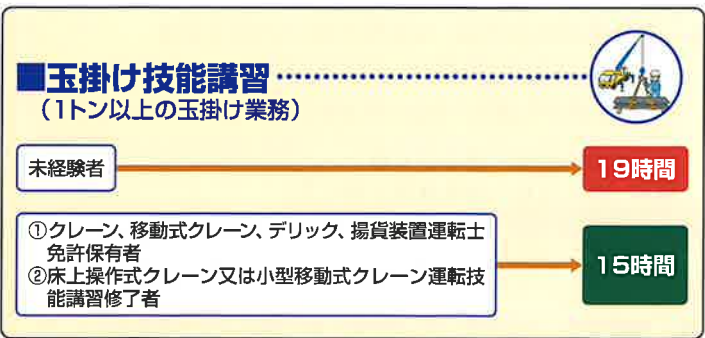 ■玉掛け技能講習
（1トン以上の玉掛け業務）
未経験者
19時間
①クレーン、移動式クレーン、デリック、揚貨装置運転士
免許保有者
②床上操作式クレーン又は小型移動式クレーン運転技
能講習修了者
15時間